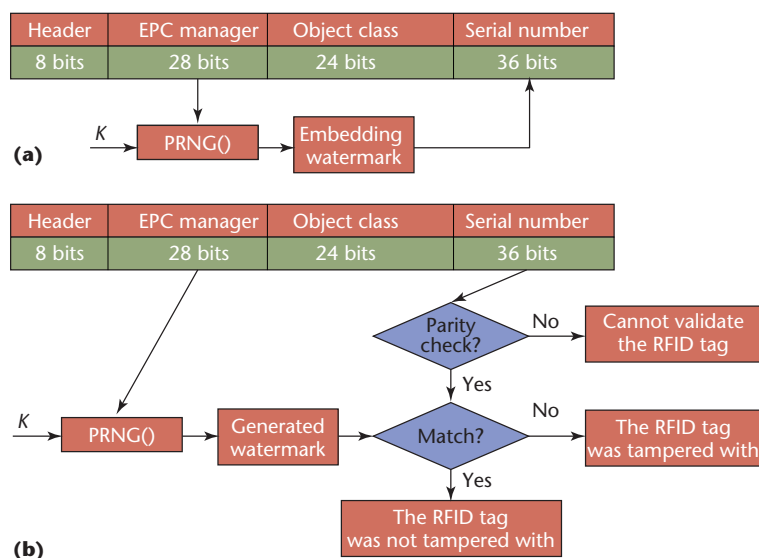 Header EPC manager Object class Serial number
8 bits 28 bits 24 bits 36 bits
K
PRNG()
Embedding
watermark
(a)
Header EPC manager Object class Serial number
8 bits 28 bits 24 bits 36 bits
Parity
check?
No
Cannot validate
the RFID tag
Yes
K
PRNG()
Generated
watermark
Match?
No
The RFID tag
was tampered with
Yes
The RFID tag
was not tampered with
(b)